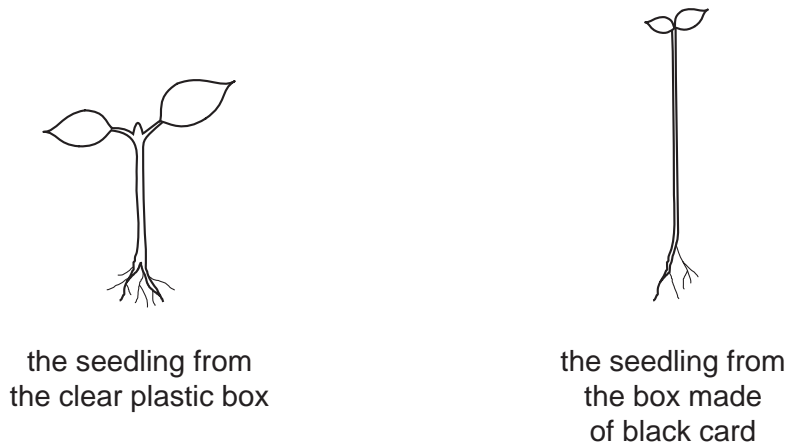 the seedling from
the clear plastic box
the seedling from
the box made
of black card